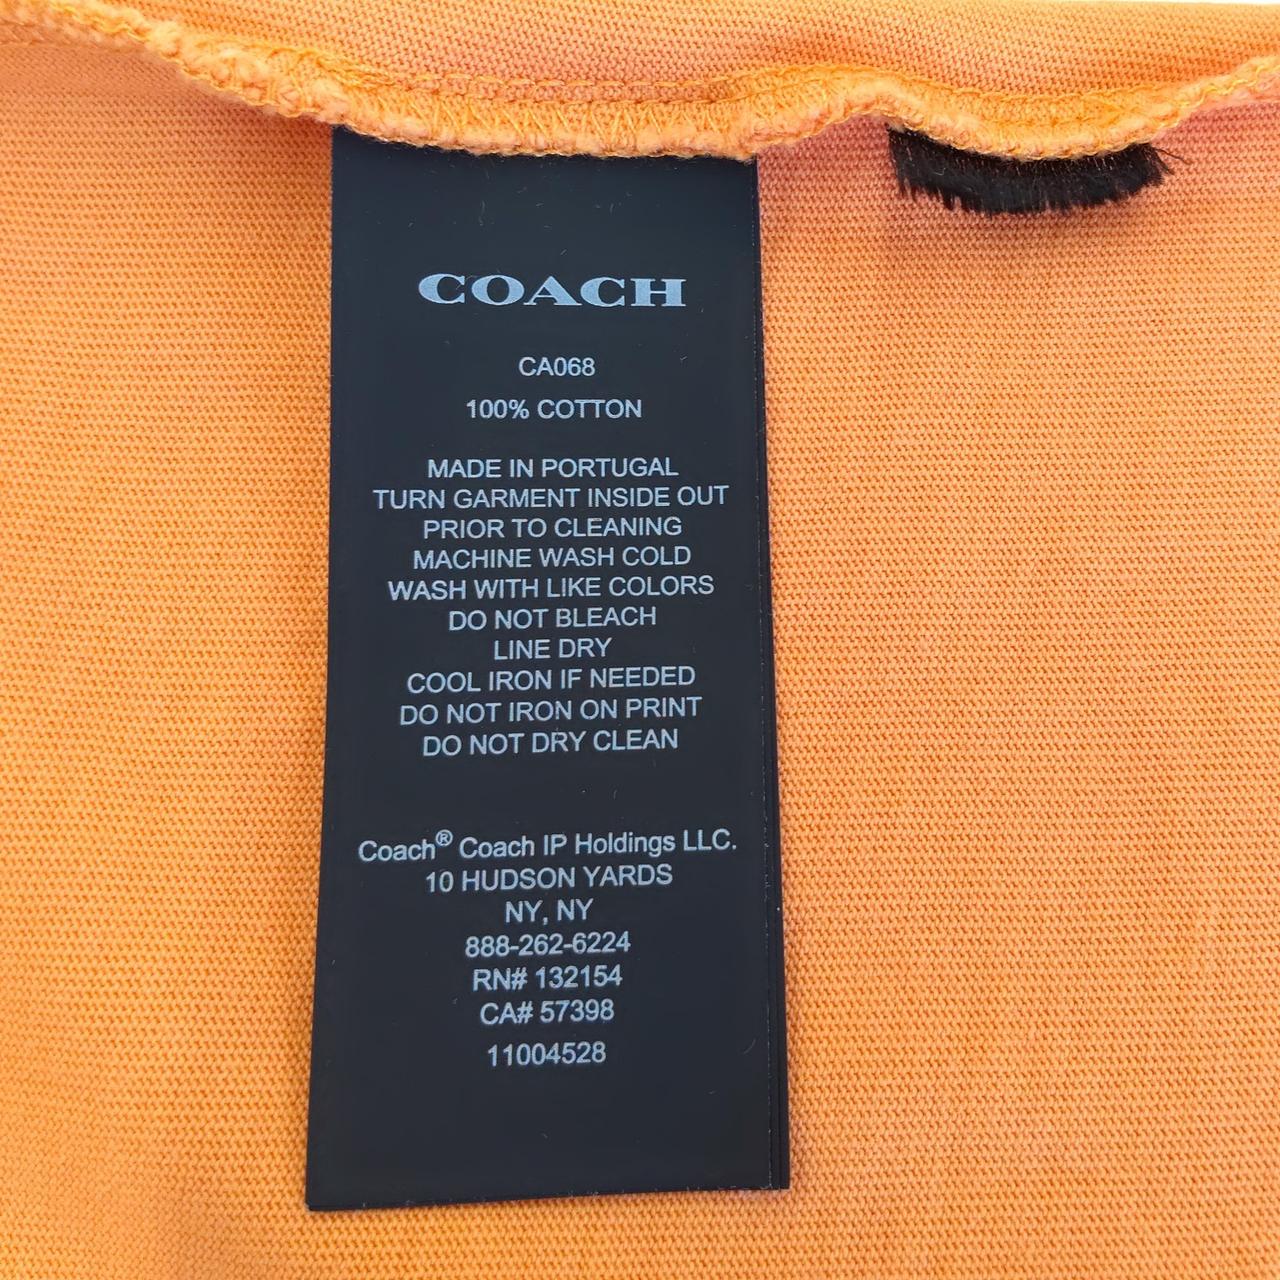 COACH
CA068
100% COTTON
MADE IN PORTUGAL
TURN GARMENT INSIDE OUT
PRIOR TO CLEANING
MACHINE WASH COLD
WASH WITH LIKE COLORS
DO NOT BLEACH
LINE DRY
COOL IRON IF NEEDED
DO NOT IRON ON PRINT
DO NOT DRY CLEAN
Coach® Coach IP Holdings LLC.
10 HUDSON YARDS
NY, NY
888-262-6224
RN# 132154
CA# 57398
11004528